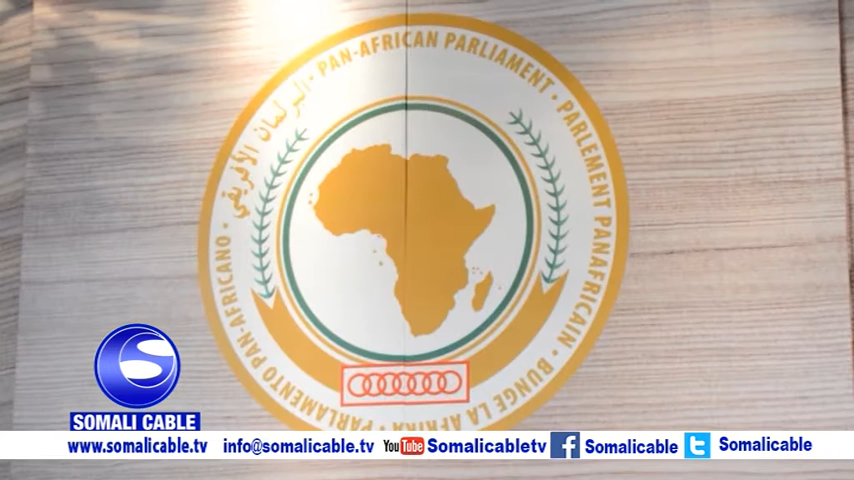 البرلمان الأفريقي • PAN-AFRICAN PARLIAMENT • PARLEMENT PANAFRICAIN • BUNGE LA AFRIKA • PARLAMENTO PAN-AFRICANO •
S
SOMALI CABLE
www.somalicable.tv info@somalicable.tv YouTube Somalicabletv f Somalicable t Somalicable